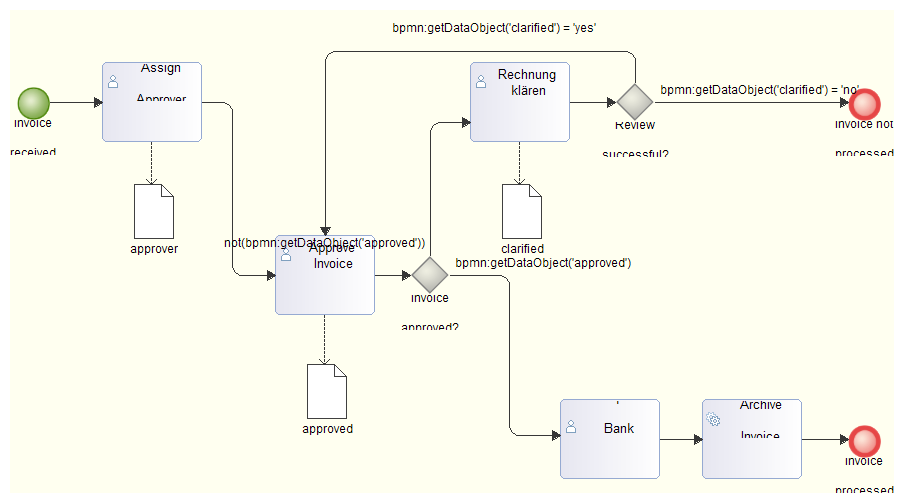 bpmn:getDataObject('clarified') = 'yes'
Assign
Approver
Rechnung
klären
bpmn:getDataObject('clarified') = 'no'
invoice
received
Review
successful?
invoice not
processed
approver
clarified
not(bpmn:getDataObject('approved'))
Approve
Invoice
bpmn:getDataObject('approved')
invoice
approved?
approved
Bank
Archive
Invoice
invoice
processed